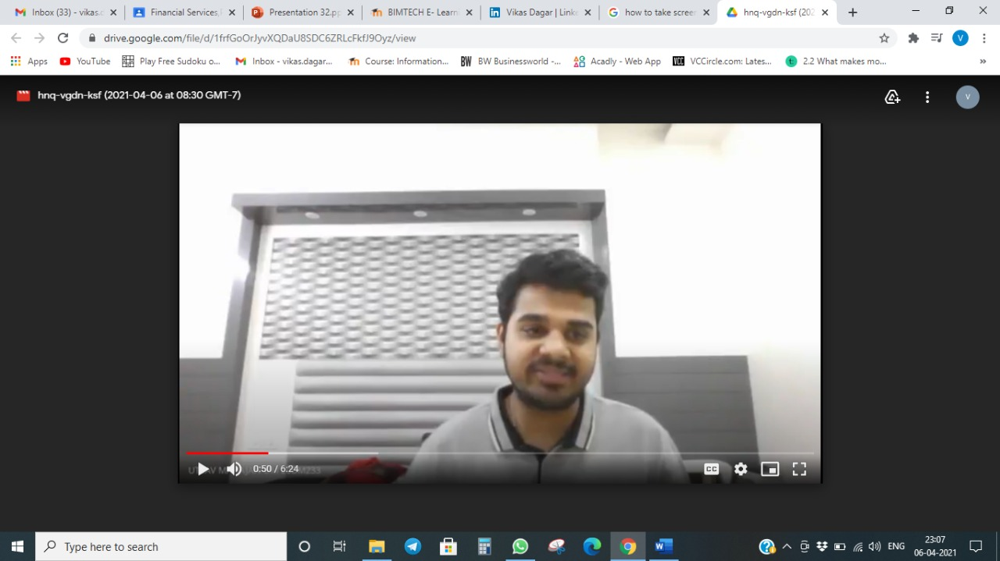 Inbox (33) - vikas.d
Financial Services,
Presentation 32.pp
BIMTECH E- Learn
Vikas Dagar | Linke
how to take screen
hnq-vgdn-ksf (202
drive.google.com/file/d/1frfGoOrJyvXQDaU8SDC6ZRLcFkfJ9Oyz/view
V
Apps
YouTube
Play Free Sudoku o...
Inbox - vikas.dagar...
Course: Information...
BW BW Businessworld -...
Acadly - Web App
VCC VCCircle.com: Lates...
t: 2.2 What makes mo...
»
hnq-vgdn-ksf (2021-04-06 at 08:30 GMT-7)
V
0:50 / 6:24
CC
Type here to search
ENG
23:07
06-04-2021